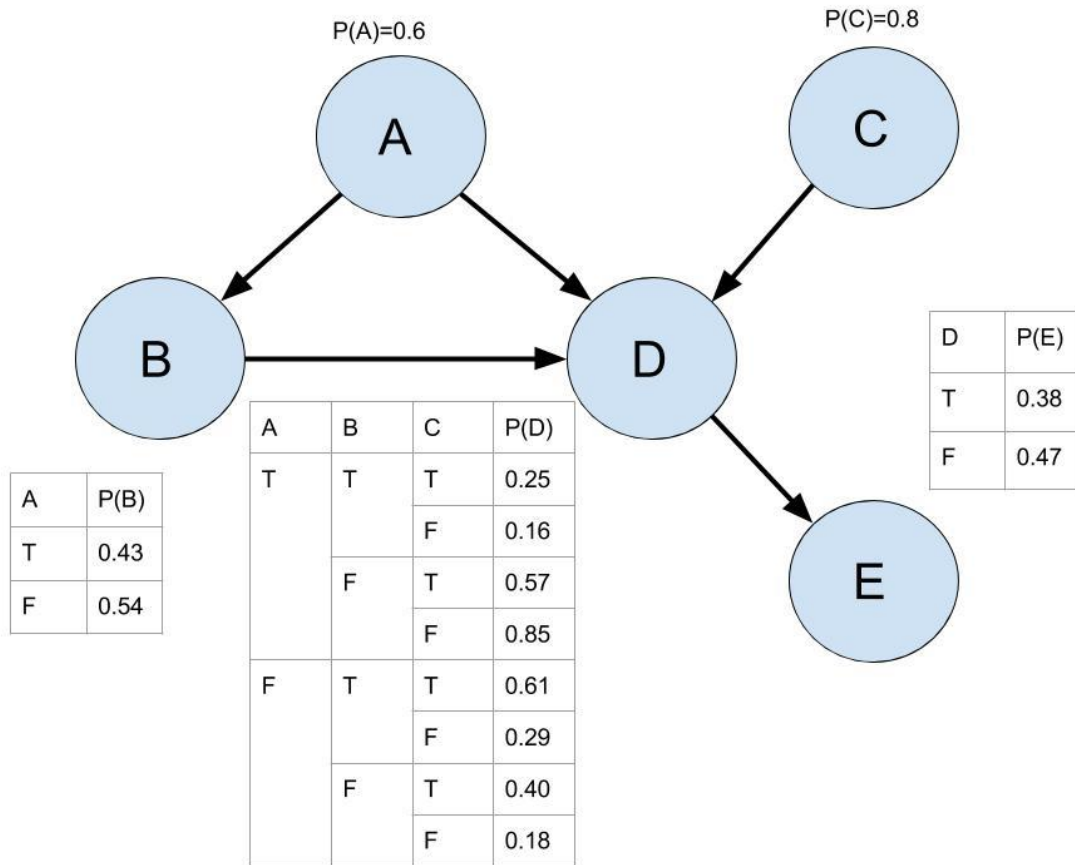 P(A)=0.6
P(C)=0.8
A
C
B
D
E
D P(E)
T 0.38
F 0.47
A P(B)
T 0.43
F 0.54
A B C P(D)
T T T 0.25
F 0.16
F T 0.57
F 0.85
F T T 0.61
F 0.29
F T 0.40
F 0.18